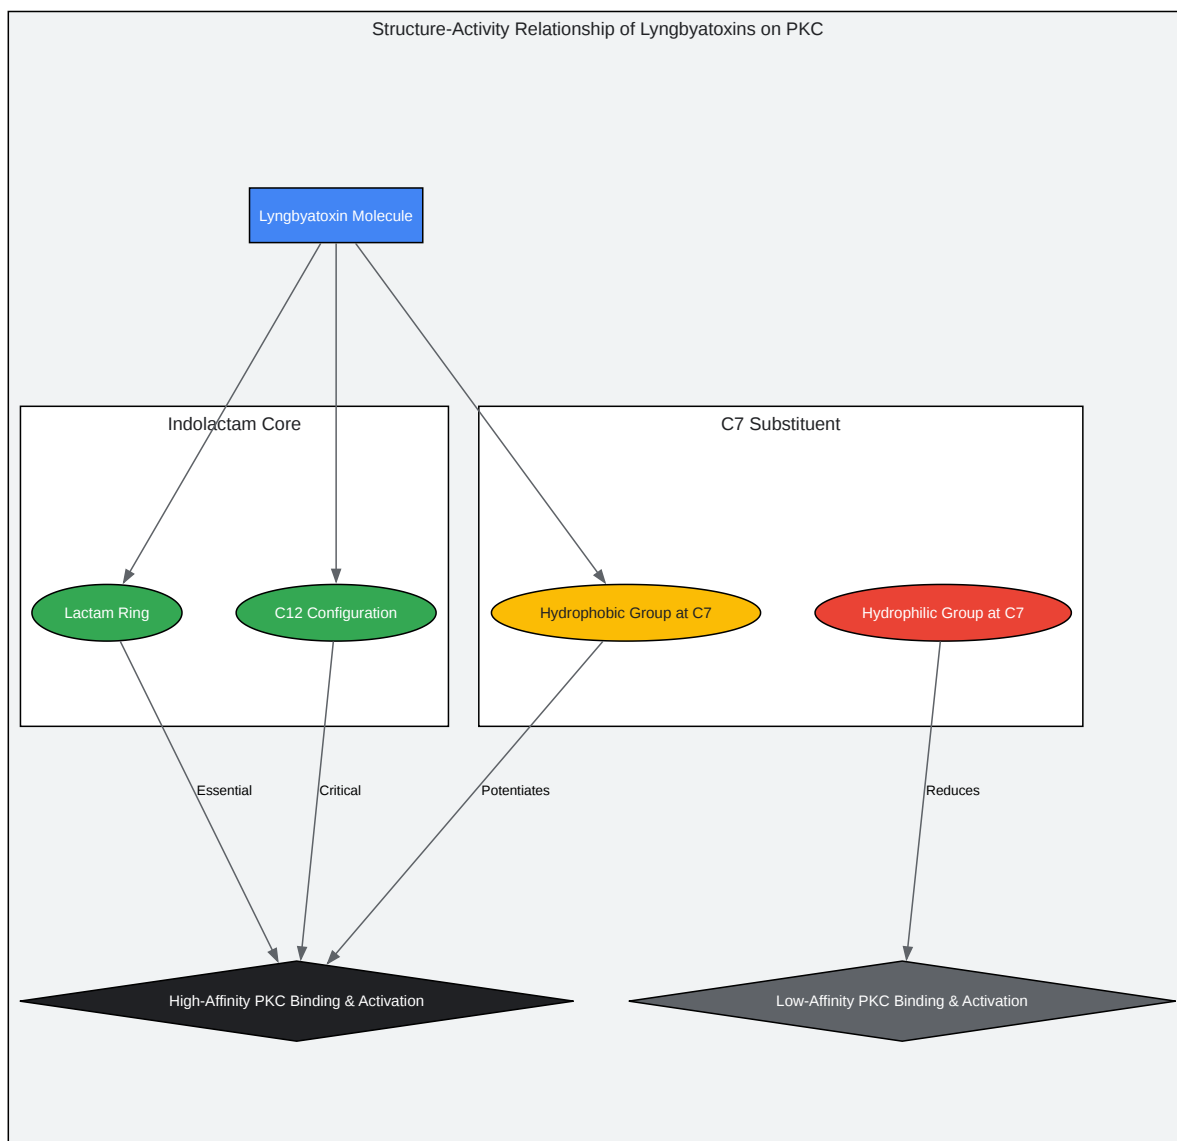 Structure-Activity Relationship of Lyngbyatoxins on PKC
Lyngbyatoxin Molecule
Indolactam Core
C7 Substituent
Lactam Ring
C12 Configuration
Hydrophobic Group at C7
Hydrophilic Group at C7
Essential
Critical
Potentiates
Reduces
High-Affinity PKC Binding & Activation
Low-Affinity PKC Binding & Activation